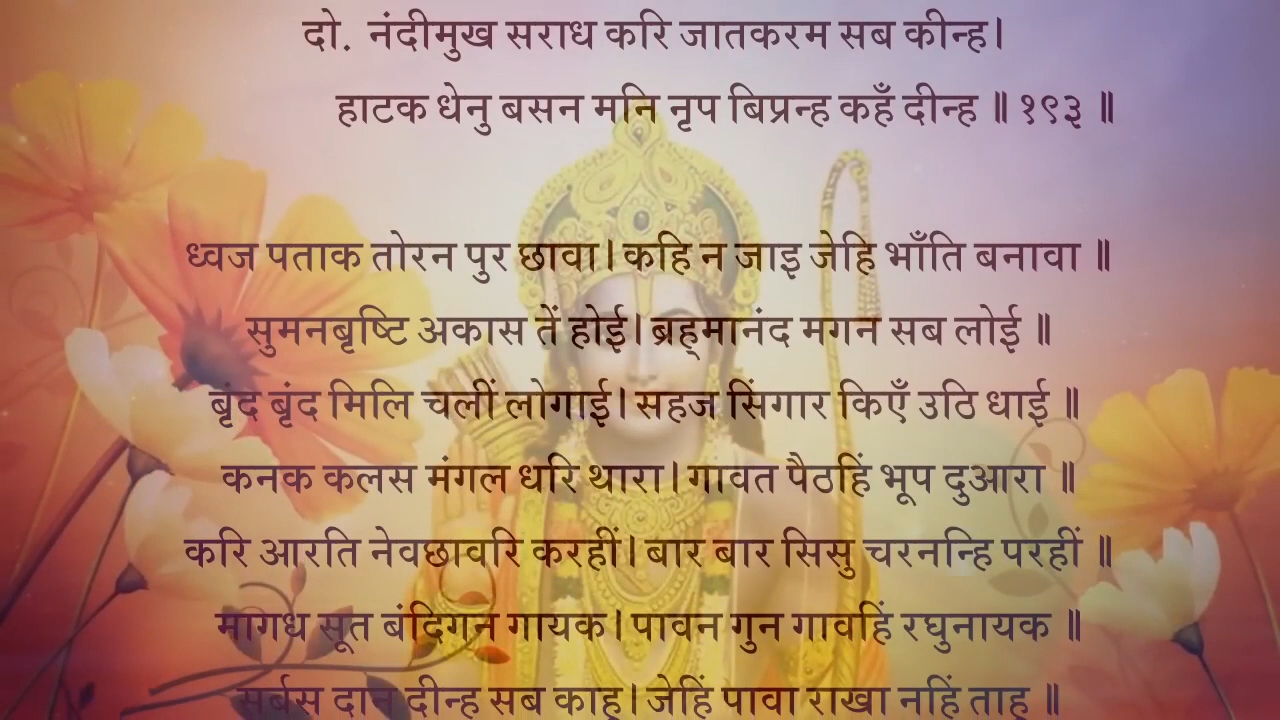 दो. नंदीमुख सराध करि जातकरम सब कीन्ह।
हाटक धेनु बसन मनि नृप बिप्रन्ह कहँ दीन्ह ॥ १९३ ॥
ध्वज पताक तोरन पुर छावा। कहि न जाइ जेहि भाँति बनावा ॥
सुमनबृष्टि अकास तें होई। ब्रह्मानंद मगन सब लोई ॥
बृंद बृंद मिलि चलीं लोगाई। सहज सिंगार किएँ उठि धाई ॥
कनक कलस मंगल धरि थारा। गावत पैठहिं भूप दुआरा ॥
करि आरति नेवछावरि करहीं। बार बार सिसु चरनन्हि परहीं ॥
मागध सूत बंदिगन गायक। पावन गुन गावहिं रघुनायक ॥
सर्बस दान दीन्ह सब काहू। जेहिं पावा राखा नहिं ताहू ॥